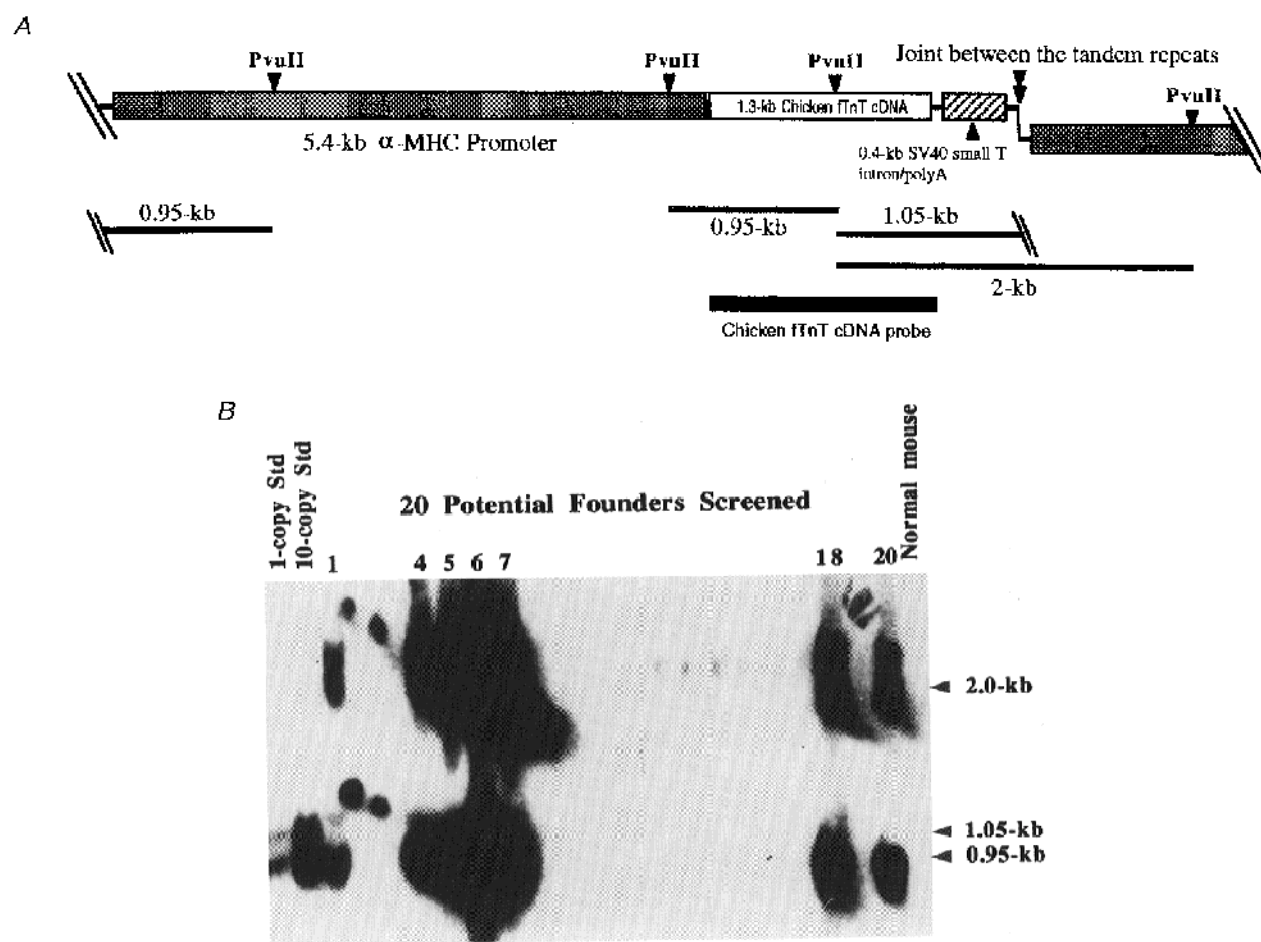 A
PvuII
PvuII
PvuII
Joint between the tandem repeats
PvuII
1.3-kb Chicken fTnT cDNA
5.4-kb α-MHC Promoter
0.4-kb SV40 small T
intron/polyA
0.95-kb
0.95-kb
1.05-kb
2-kb
Chicken fTnT cDNA probe
B
1-copy Std
10-copy Std
20 Potential Founders Screened
Normal mouse
1 4 5 6 7 18 20
2.0-kb
1.05-kb
0.95-kb